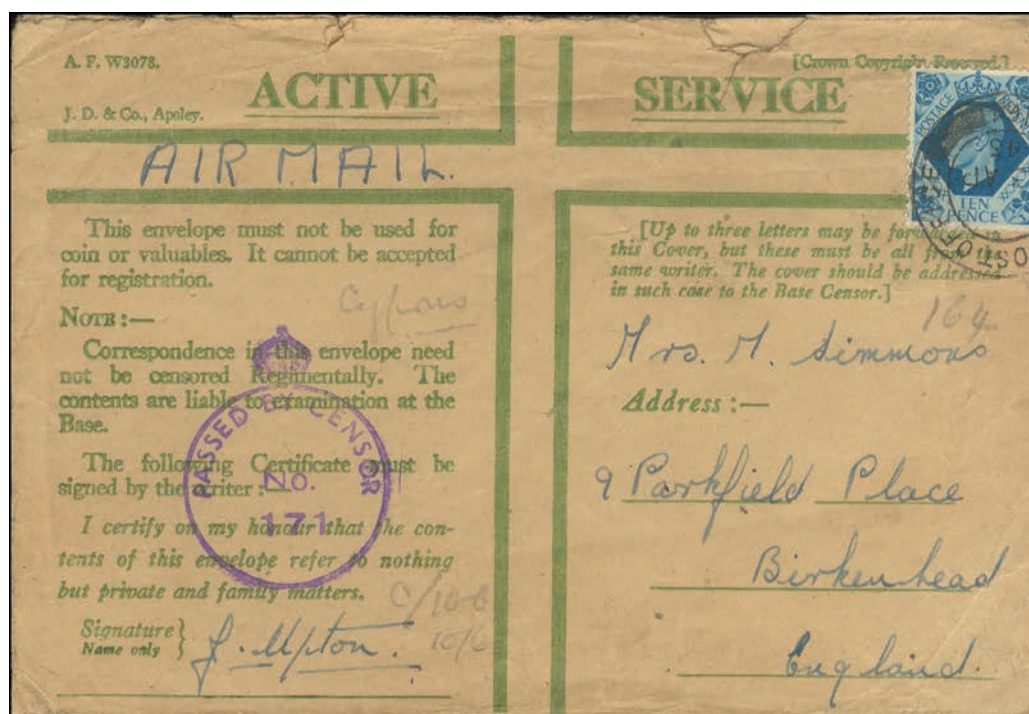 A. F. W3078.
J. D. & Co., Apsley.
ACTIVE SERVICE
[Crown Copyright Reserved.]
POSTAGE
TEN
PENCE
AIR MAIL.
This envelope must not be used for
coin or valuables. It cannot be accepted
for registration.
NOTE:—
Correspondence in this envelope need
not be censored Regimentally. The
contents are liable to examination at the
Base.
The following Certificate must be
signed by the writer:—
I certify on my honour that the con-
tents of this envelope refer to nothing
but private and family matters.
Signature
Name only
J. Upton.
Cyprus
PASSED BY CENSOR
No.
171
C/10
10/6
[Up to three letters may be forwarded in
this Cover, but these must be all from the
same writer. The cover should be addressed
in such case to the Base Censor.]
164
Mrs. M. Simmons
Address:—
9 Parkfield Place
Birkenhead
England.